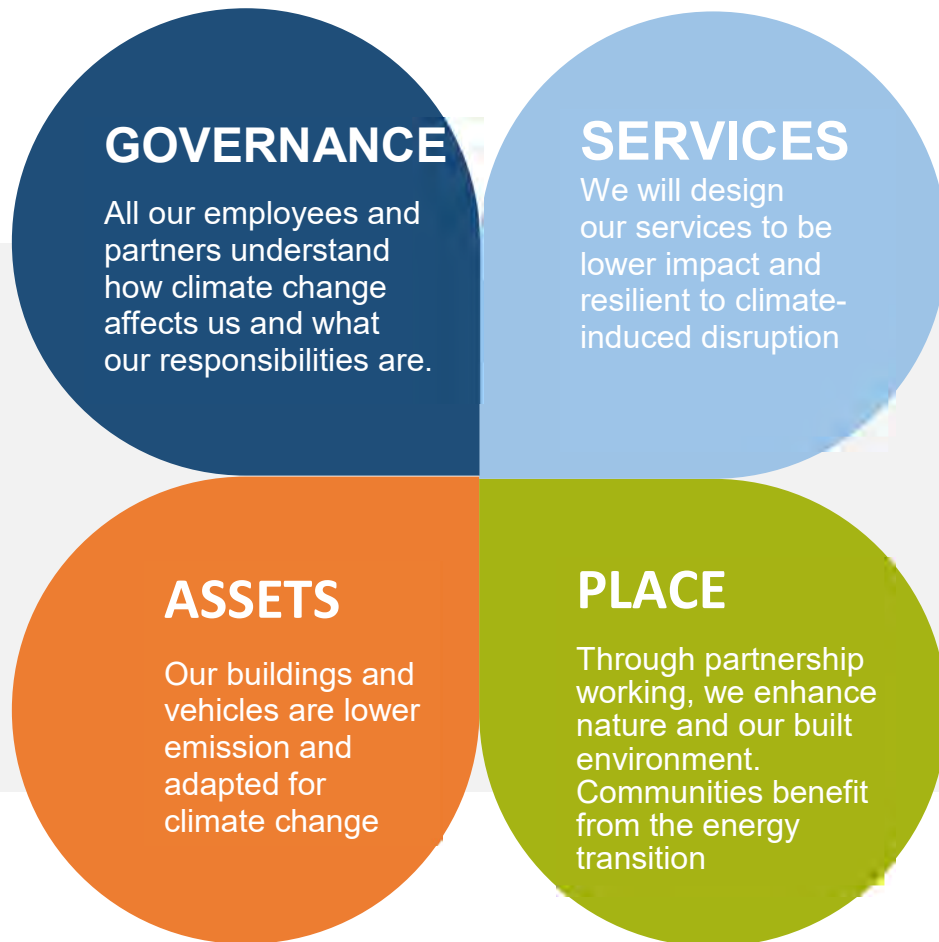 GOVERNANCE
All our employees and
partners understand
how climate change
affects us and what
our responsibilities are.
SERVICES
We will design
our services to be
lower impact and
resilient to climate-
induced disruption
ASSETS
Our buildings and
vehicles are lower
emission and
adapted for
climate change
PLACE
Through partnership
working, we enhance
nature and our built
environment.
Communities benefit
from the energy
transition